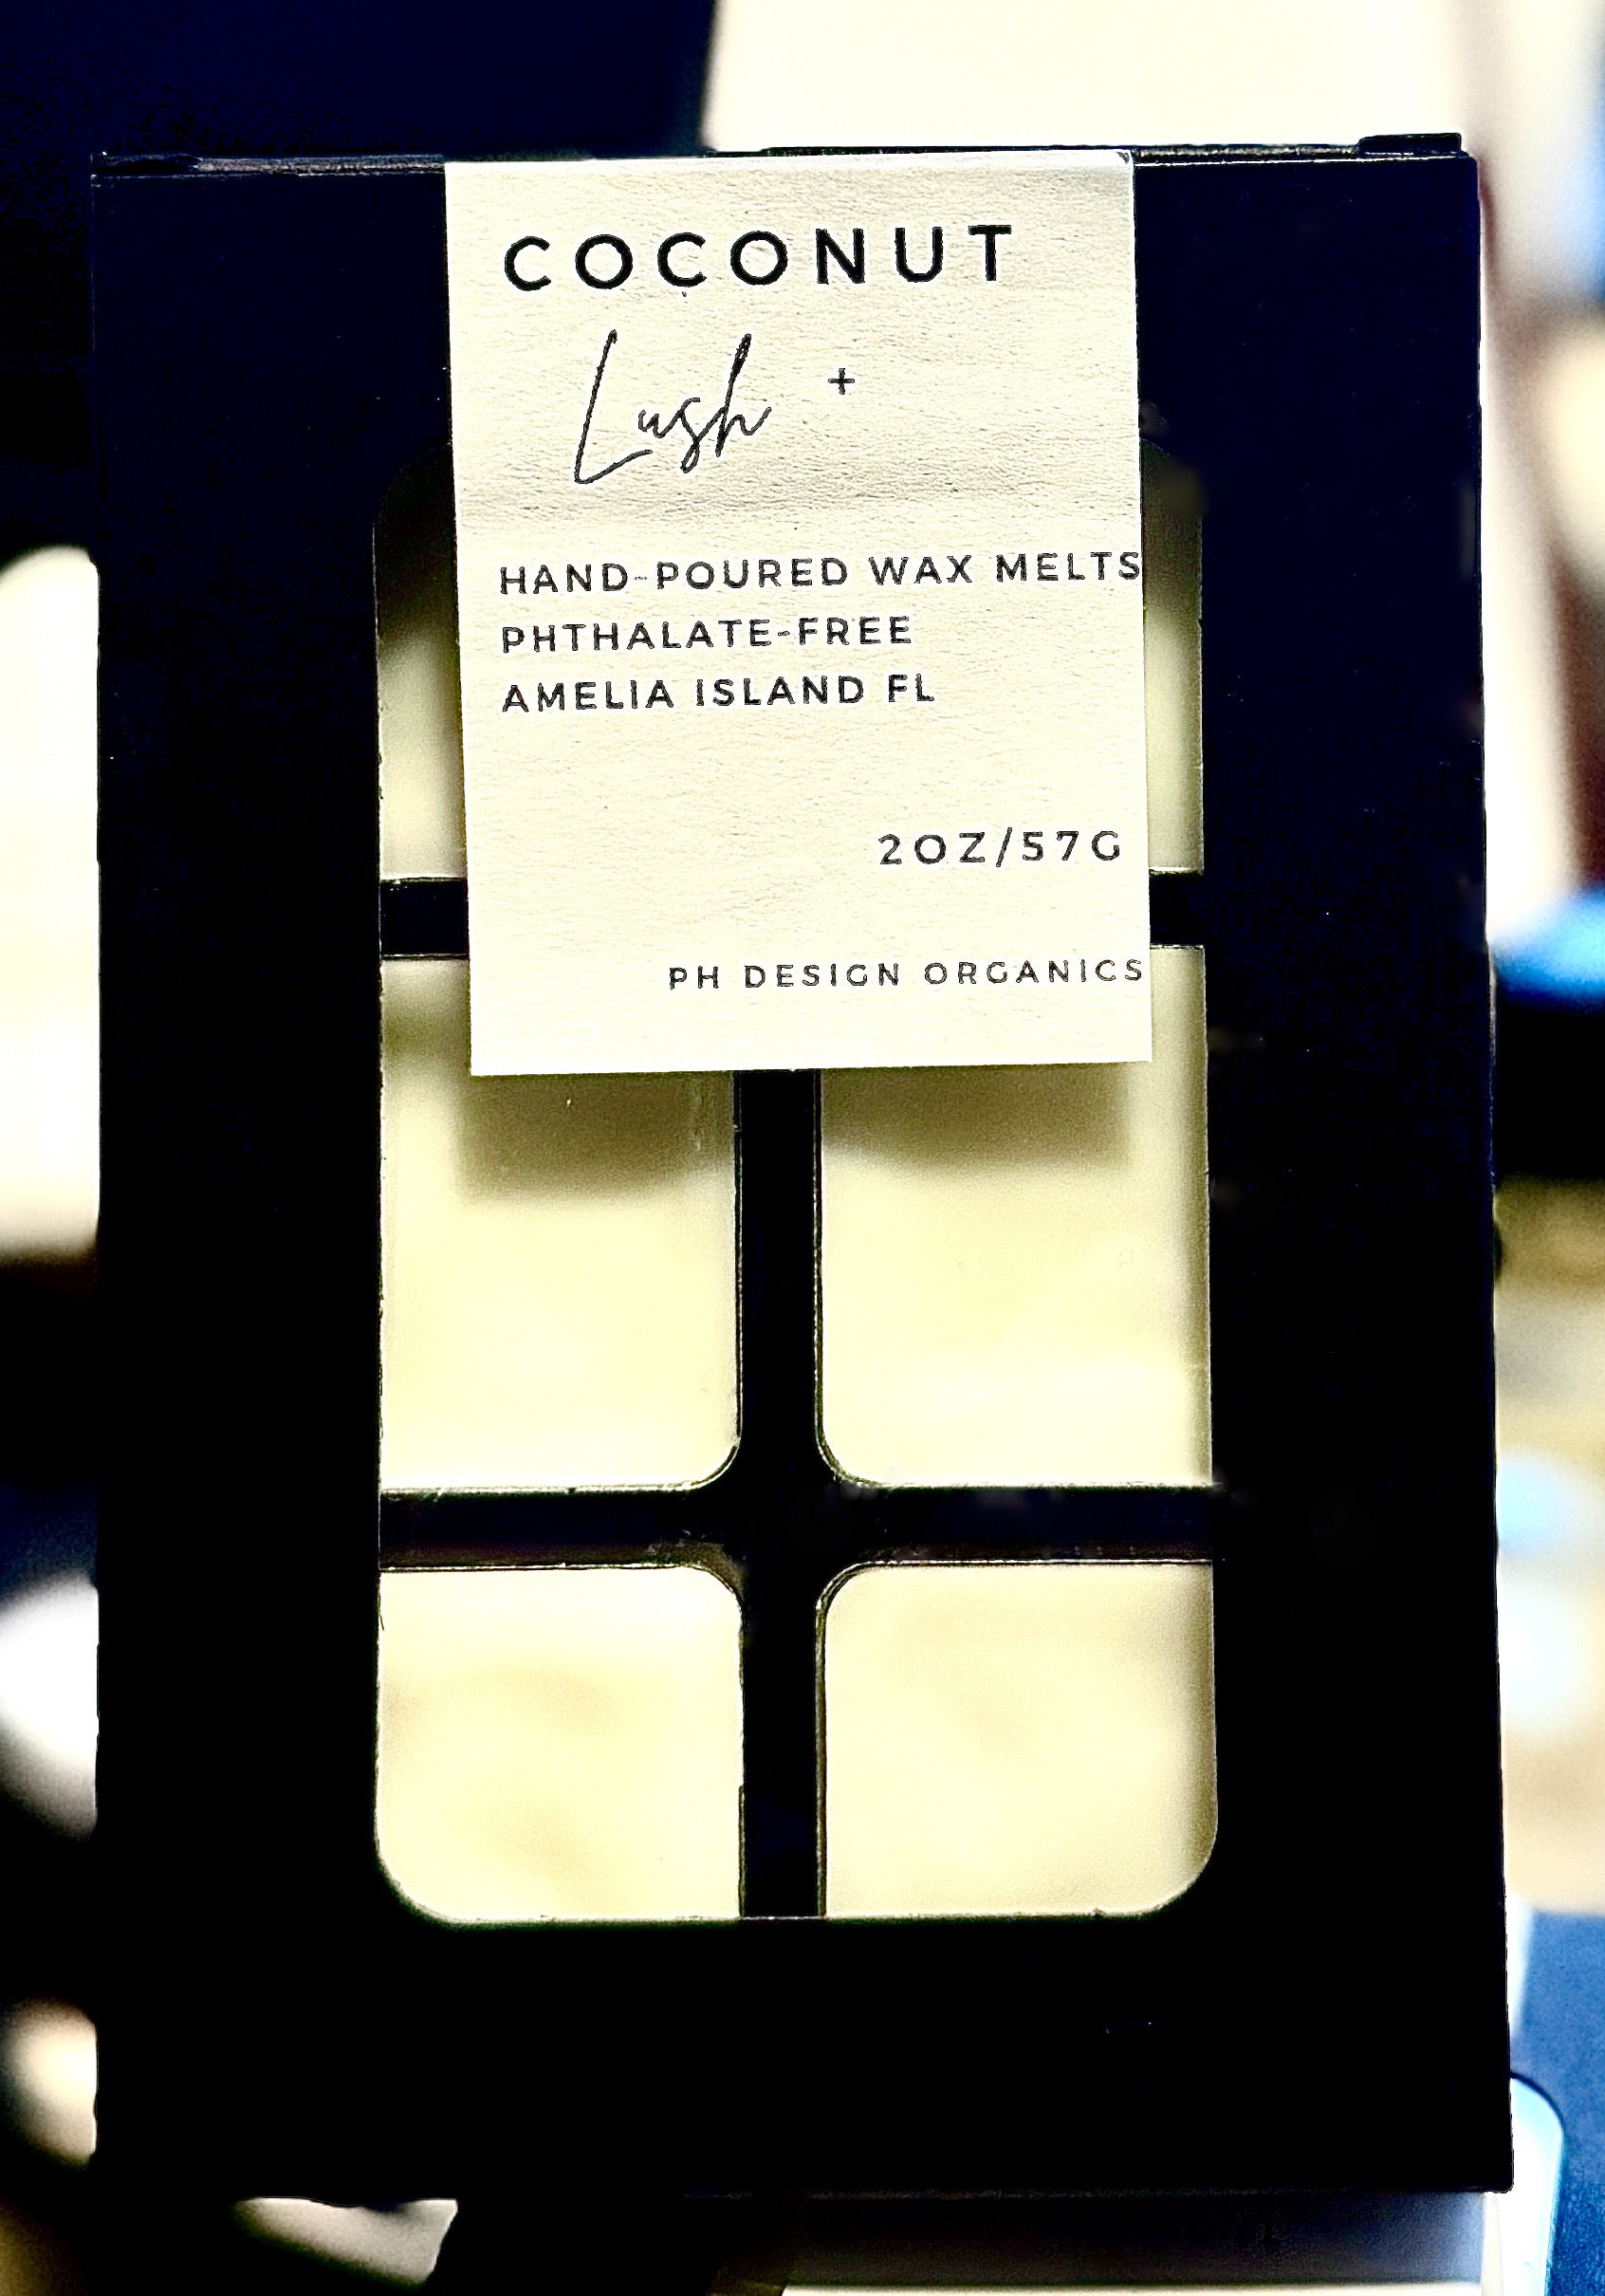 COCONUT
Lush +
HAND-POURED WAX MELTS
PHTHALATE-FREE
AMELIA ISLAND FL
2OZ/57G
PH DESIGN ORGANICS